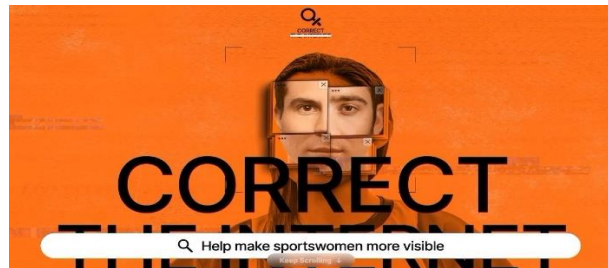 CORRECT
CORRECT
THE INTERNET
Help make sportswomen more visible
Keep Scrolling ↓